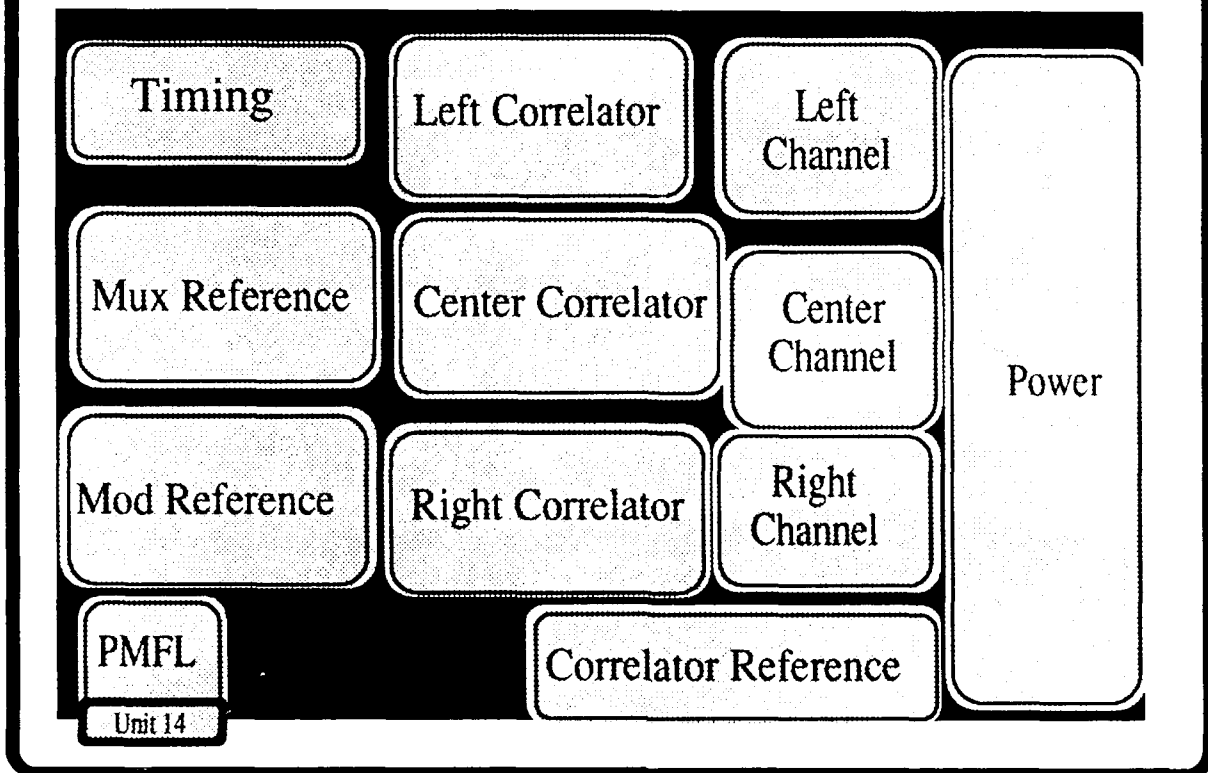 Timing
Left Correlator
Left
Channel
Mux Reference
Center Correlator
Center
Channel
Power
Mod Reference
Right Correlator
Right
Channel
PMFL
Correlator Reference
Unit 14